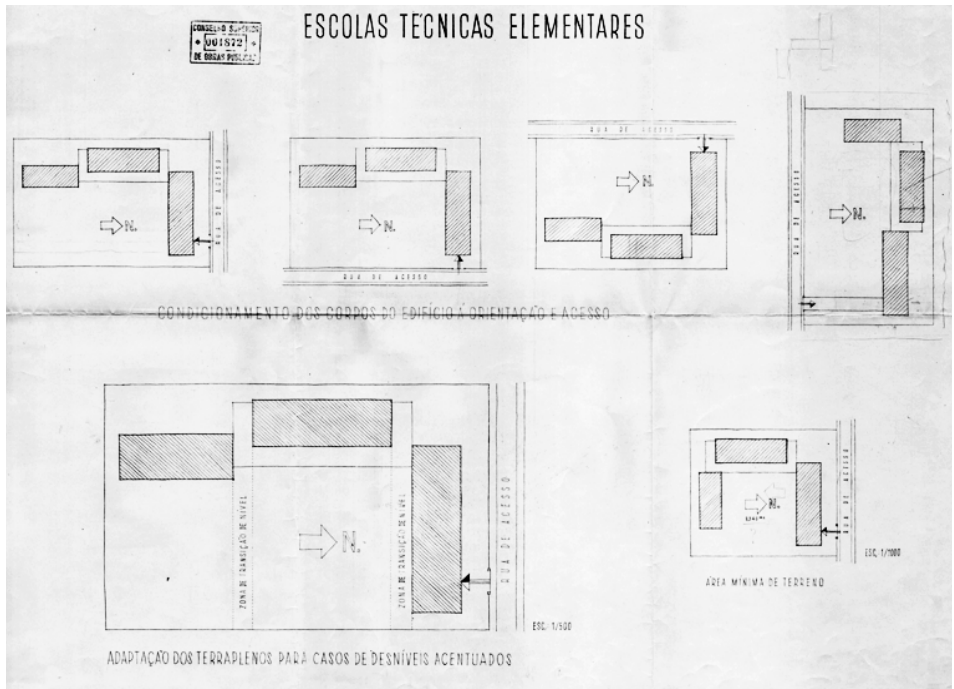 ESCOLAS TÉCNICAS ELEMENTARES
CONSELHO SUPERIOR
001872
DE OBRAS PUBLICAS
RUA DE ACESSO
N.
RUA DE ACESSO
N.
RUA DE ACESSO
N.
RUA DE ACESSO
N.
CONDICIONAMENTO DOS CORPOS DO EDIFÍCIO À ORIENTAÇÃO E ACESSO
ZONA DE TRANSIÇÃO DE NÍVEL
N.
ZONA DE TRANSIÇÃO DE NÍVEL
RUA DE ACESSO
ESC. 1/500
ADAPTAÇÃO DOS TERRAPLENOS PARA CASOS DE DESNÍVEIS ACENTUADOS
N.
RUA DE ACESSO
ESC. 1/1000
ÁREA MÍNIMA DE TERRENO